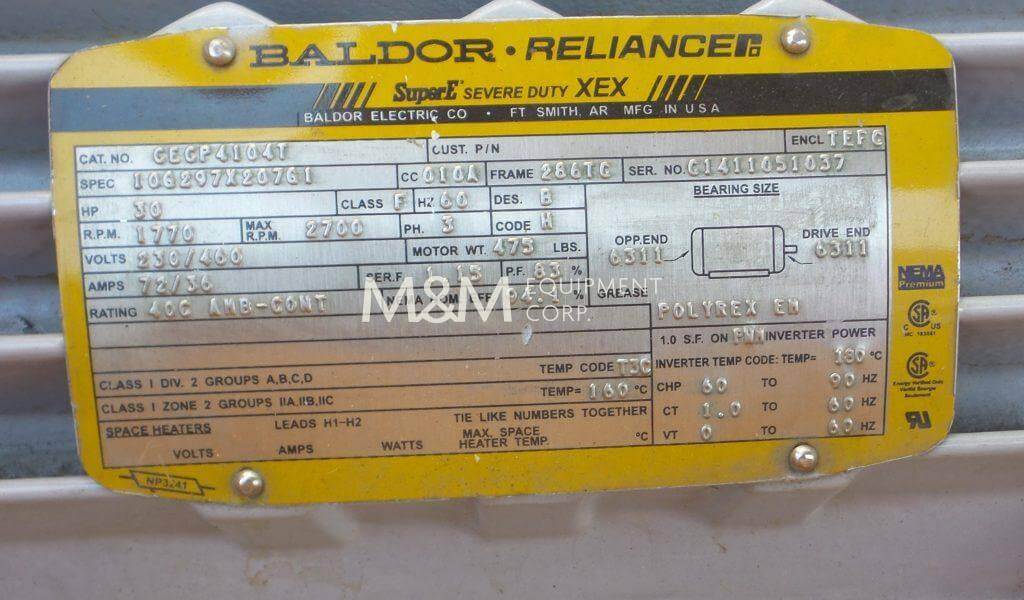 BALDOR • RELIANCE
SuperE SEVERE DUTY XEX
BALDOR ELECTRIC CO • FT. SMITH, AR MFG IN U S A
CAT. NO. CECP4104T CUST. P/N ENCL TEFC
SPEC 10G297X207G1 CC 010A FRAME 286TC SER. NO. C1411051037
HP 30 CLASS F HZ 60 DES. B
R.P.M. 1770 MAX R.P.M. 2700 PH. 3 CODE H
VOLTS 230/460 MOTOR WT. 475 LBS.
AMPS 72/36 SER.F. 1.15 P.F. 83 %
RATING 40C AMB-CONT
BEARING SIZE
OPP.END 6311 DRIVE END 6311
GREASE
POLYREX EM
1.0 S.F. ON PWM INVERTER POWER
INVERTER TEMP CODE: TEMP=
°C
CHP 60 TO 90 HZ
CT 1.0 TO 60 HZ
VT 0 TO 60 HZ
CLASS I DIV. 2 GROUPS A,B,C,D TEMP CODE T3C
CLASS I ZONE 2 GROUPS IIA,IIB,IIC TEMP= 160 °C
SPACE HEATERS LEADS H1-H2 TIE LIKE NUMBERS TOGETHER
VOLTS AMPS WATTS MAX. SPACE HEATER TEMP. °C
NP3241
NEMA
Premium
C US
Energy Verified Only
M&M EQUIPMENT
CORP.